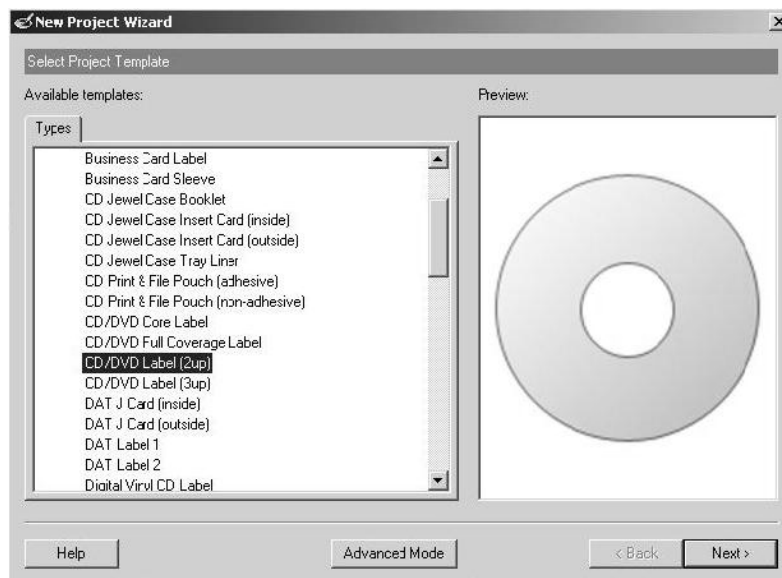 New Project Wizard
Select Project Template
Available templates:
Preview:
Types
Business Card Label
Business Card Sleeve
CD Jewel Case Booklet
CD Jewel Case Insert Card (inside)
CD Jewel Case Insert Card (outside)
CD Jewel Case Tray Liner
CD Print & File Pouch (adhesive)
CD Print & File Pouch (non-adhesive)
CD/DVD Core Label
CD/DVD Full Coverage Label
CD/DVD Label (2up)
CD/DVD Label (3up)
DAT J Card (inside)
DAT J Card (outside)
DAT Label 1
DAT Label 2
Digital Vinyl CD Label
Help
Advanced Mode
< Back
Next >